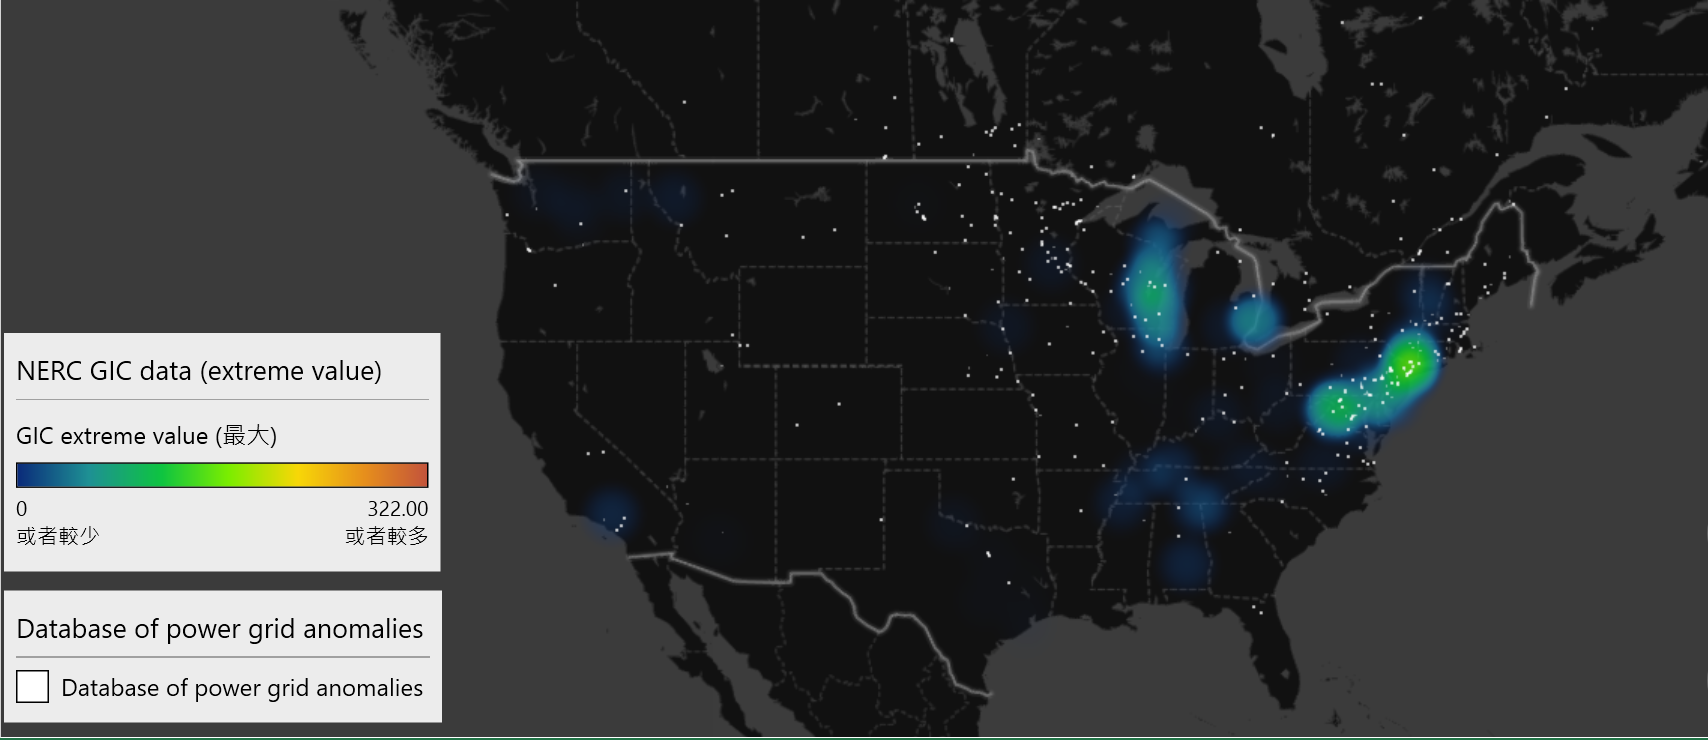 NERC GIC data (extreme value)
GIC extreme value (最大)
0 322.00
或者較少 或者較多
Database of power grid anomalies
Database of power grid anomalies